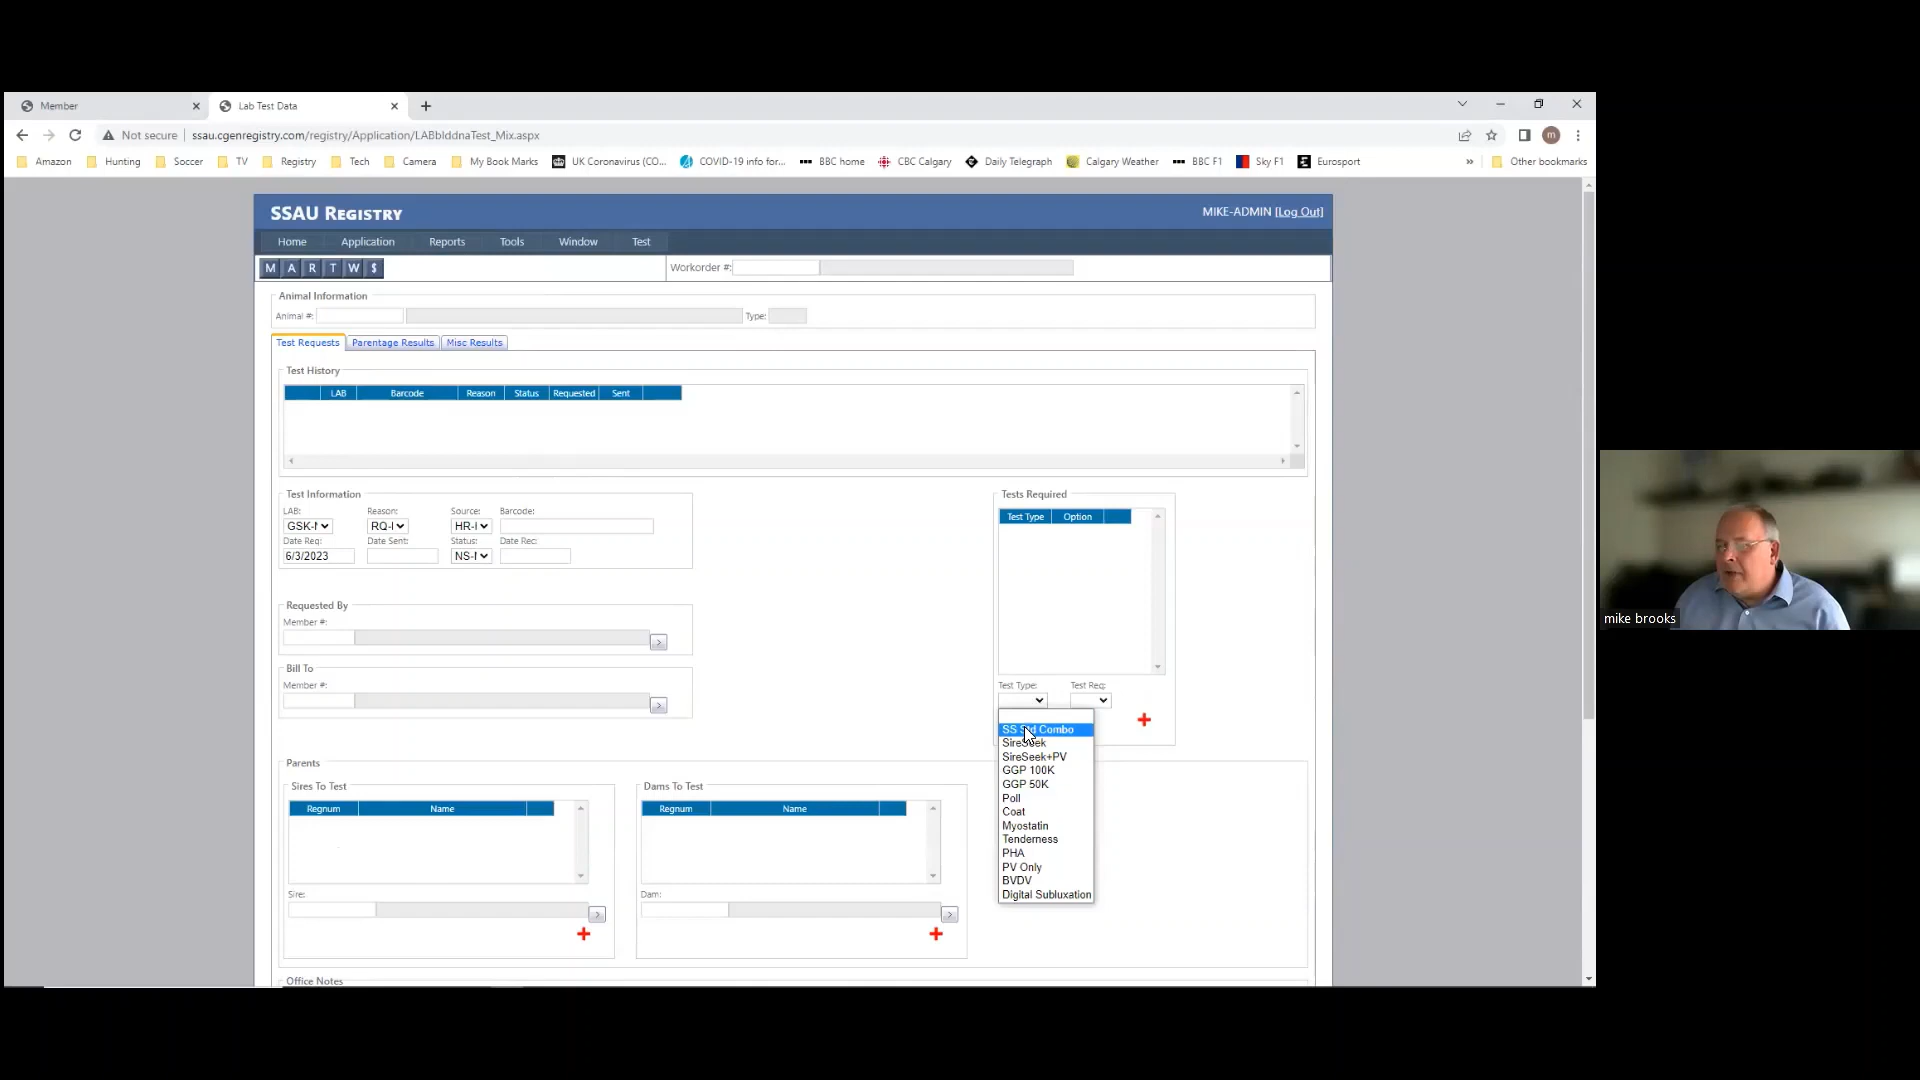 Member
Lab Test Data
Not secure
ssau.cgenregistry.com/registry/Application/LABblddnaTest_Mix.aspx
m
Amazon
Hunting
Soccer
TV
Registry
Tech
Camera
My Book Marks
UK Coronavirus (CO...
COVID-19 info for...
BBC home
CBC Calgary
Daily Telegraph
Calgary Weather
BBC F1
Sky F1
Eurosport
»
Other bookmarks
SSAU REGISTRY
MIKE-ADMIN [Log Out]
Home
Application
Reports
Tools
Window
Test
M A R T W $
Workorder #:
Animal Information
Animal #:
Type:
Test Requests
Parentage Results
Misc Results
Test History
LAB
Barcode
Reason
Status
Requested
Sent
Test Information
LAB:
Reason:
Source:
Barcode:
RQ-
HR-
Date Req:
Date Sent:
Status:
Date Rec:
6/3/2023
Requested By
Member #:
Bill To
Member #:
Tests Required
Test Type
Option
Test Type:
Test Req:
SS Combo
SireSeek
SireSeek+PV
GGP 100K
GGP 50K
Poll
Coat
Myostatin
Tenderness
PHA
PV Only
BVDV
Digital Subluxation
Parents
Sires To Test
Regnum
Name
Sire:
Dams To Test
Regnum
Name
Dam:
Office Notes
mike brooks